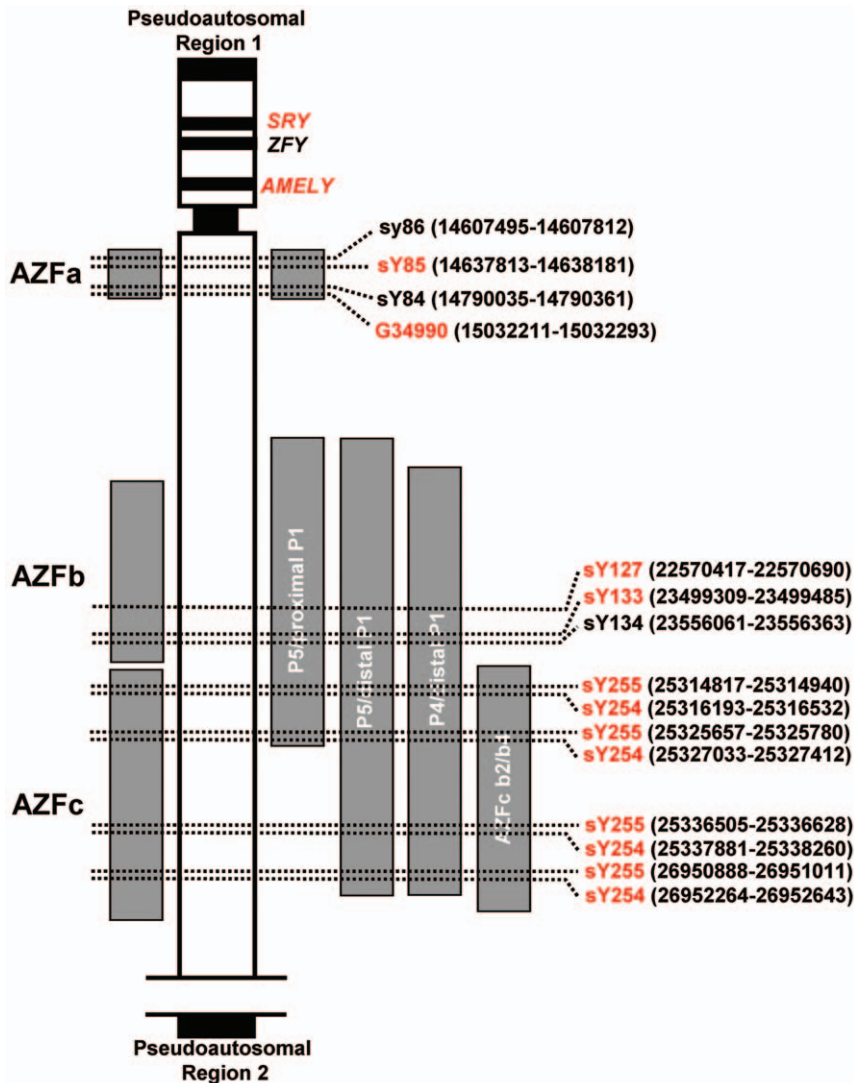 Pseudoautosomal
Region 1
SRY
ZFY
AMELY
AZFa
sy86 (14607495-14607812)
sY85 (14637813-14638181)
sY84 (14790035-14790361)
G34990 (15032211-15032293)
AZFb
P5/proximal P1
P5/distal P1
P4/distal P1
sY127 (22570417-22570690)
sY133 (23499309-23499485)
sY134 (23556061-23556363)
sY255 (25314817-25314940)
sY254 (25316193-25316532)
sY255 (25325657-25325780)
sY254 (25327033-25327412)
AZFc
AZFc b2/b4
sY255 (25336505-25336628)
sY254 (25337881-25338260)
sY255 (26950888-26951011)
sY254 (26952264-26952643)
Pseudoautosomal
Region 2